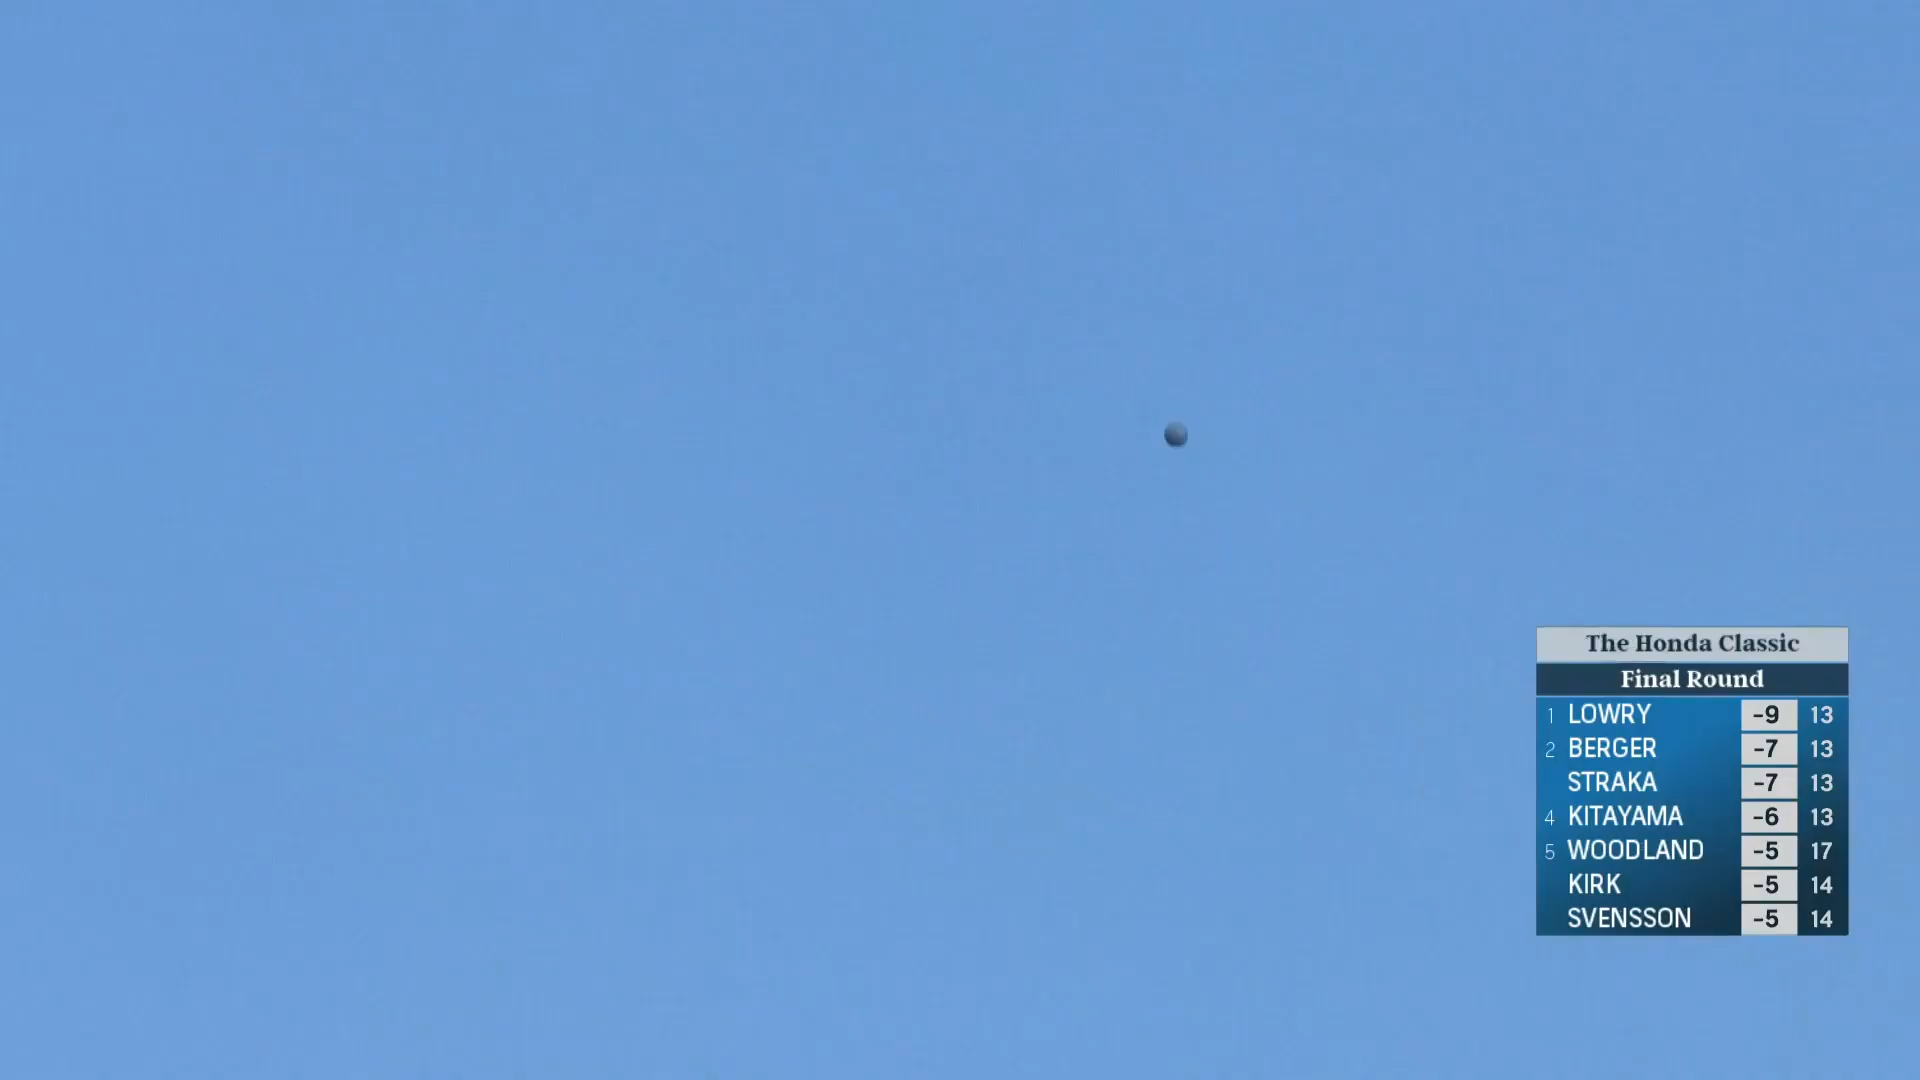 The Honda Classic
Final Round
1 LOWRY -9 13
2 BERGER -7 13
STRAKA -7 13
4 KITAYAMA -6 13
5 WOODLAND -5 17
KIRK -5 14
SVENSSON -5 14